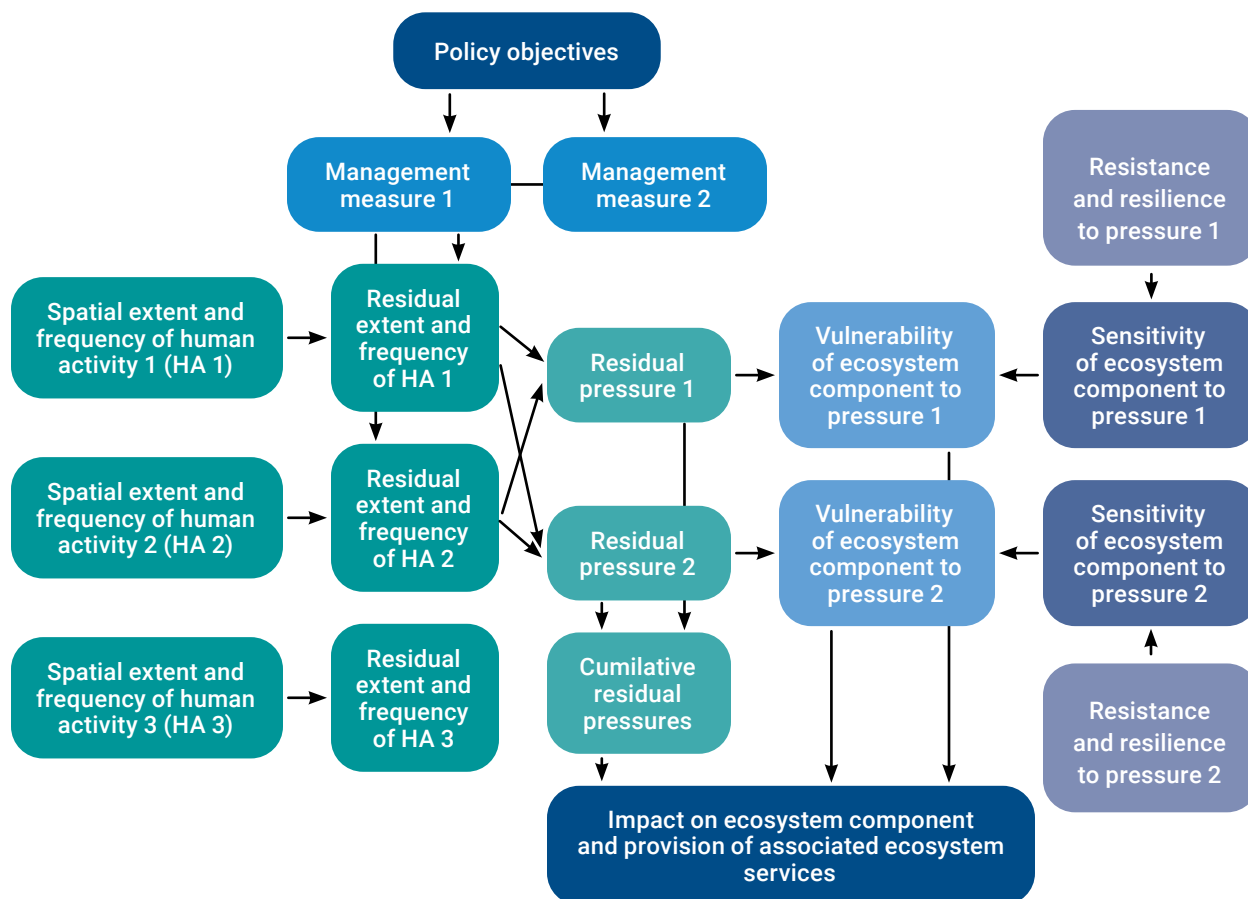 Policy objectives
Management
measure 1
Management
measure 2
Resistance
and resilience
to pressure 1
Spatial extent and
frequency of human
activity 1 (HA 1)
Residual
extent and
frequency
of HA 1
Residual
pressure 1
Vulnerability
of ecosystem
component to
pressure 1
Sensitivity
of ecosystem
component to
pressure 1
Spatial extent and
frequency of human
activity 2 (HA 2)
Residual
extent and
frequency
of HA 2
Residual
pressure 2
Vulnerability
of ecosystem
component to
pressure 2
Sensitivity
of ecosystem
component to
pressure 2
Spatial extent and
frequency of human
activity 3 (HA 3)
Residual
extent and
frequency
of HA 3
Cumilative
residual
pressures
Resistance
and resilience
to pressure 2
Impact on ecosystem component
and provision of associated ecosystem
services